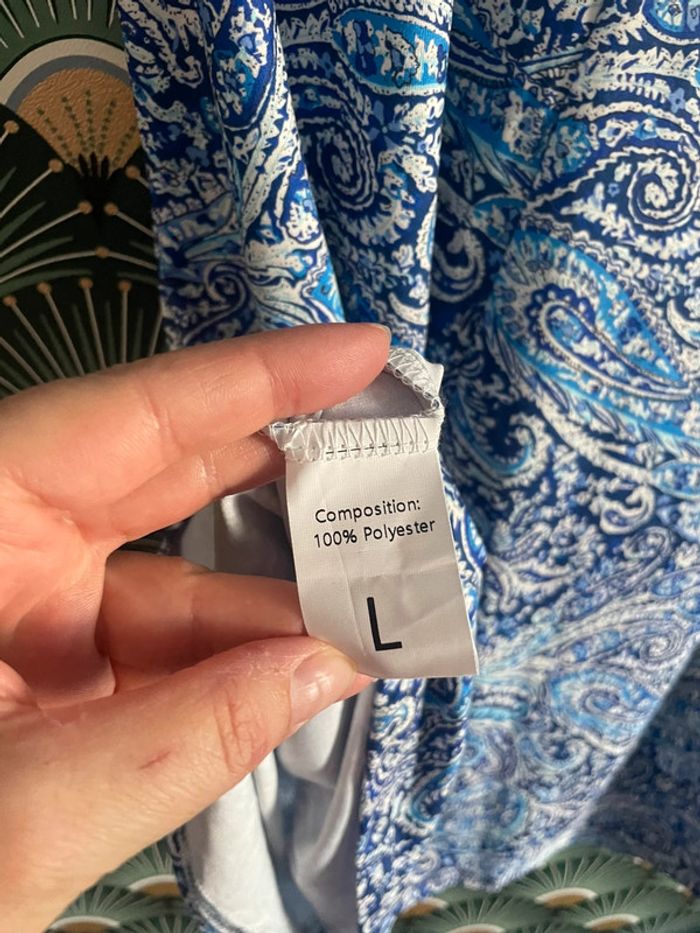 Composition:
100% Polyester
L